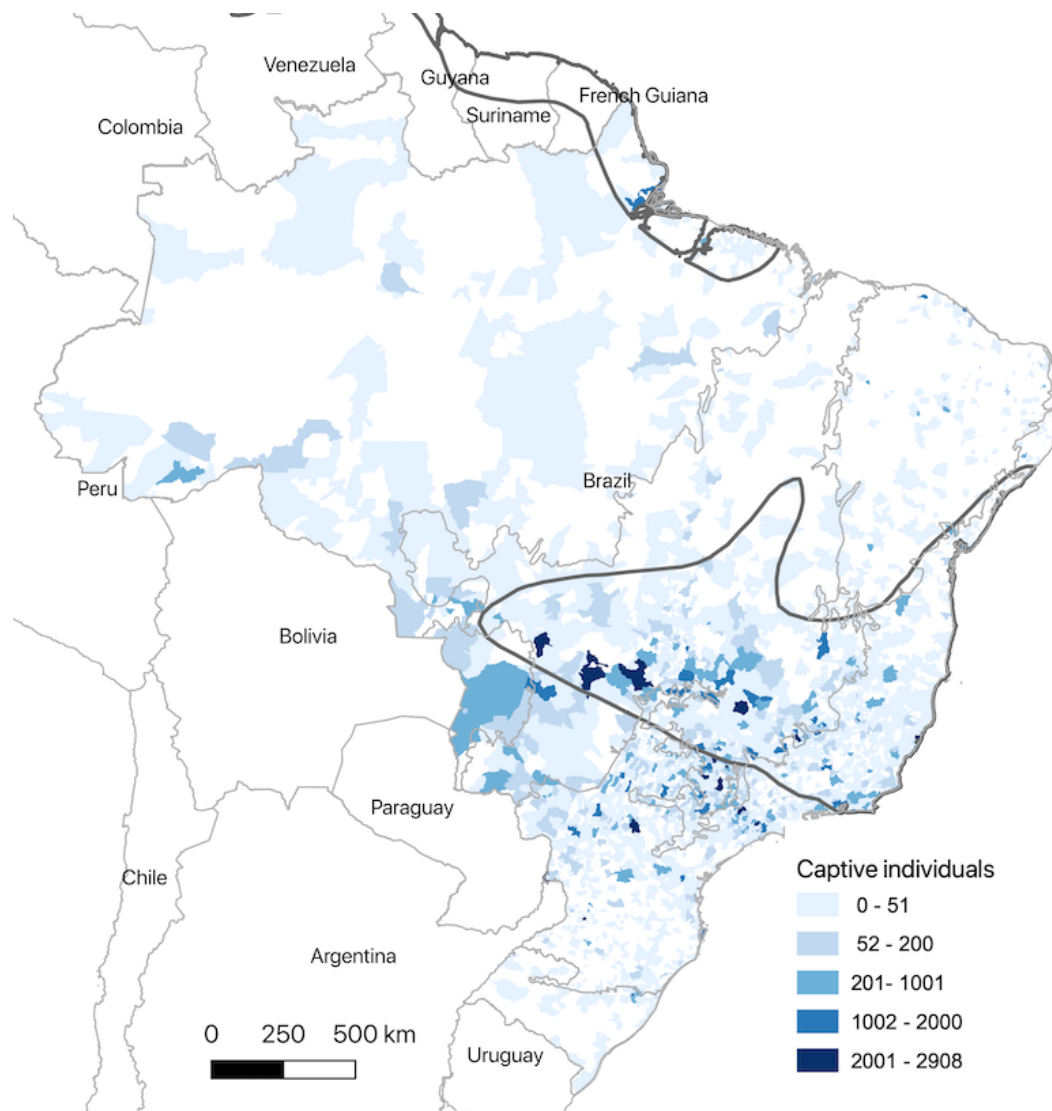 Venezuela
Guyana
French Guiana
Suriname
Colombia
Peru
Brazil
Bolivia
Paraguay
Chile
Argentina
Uruguay
Captive individuals
0 - 51
52 - 200
201- 1001
1002 - 2000
2001 - 2908
0 250 500 km